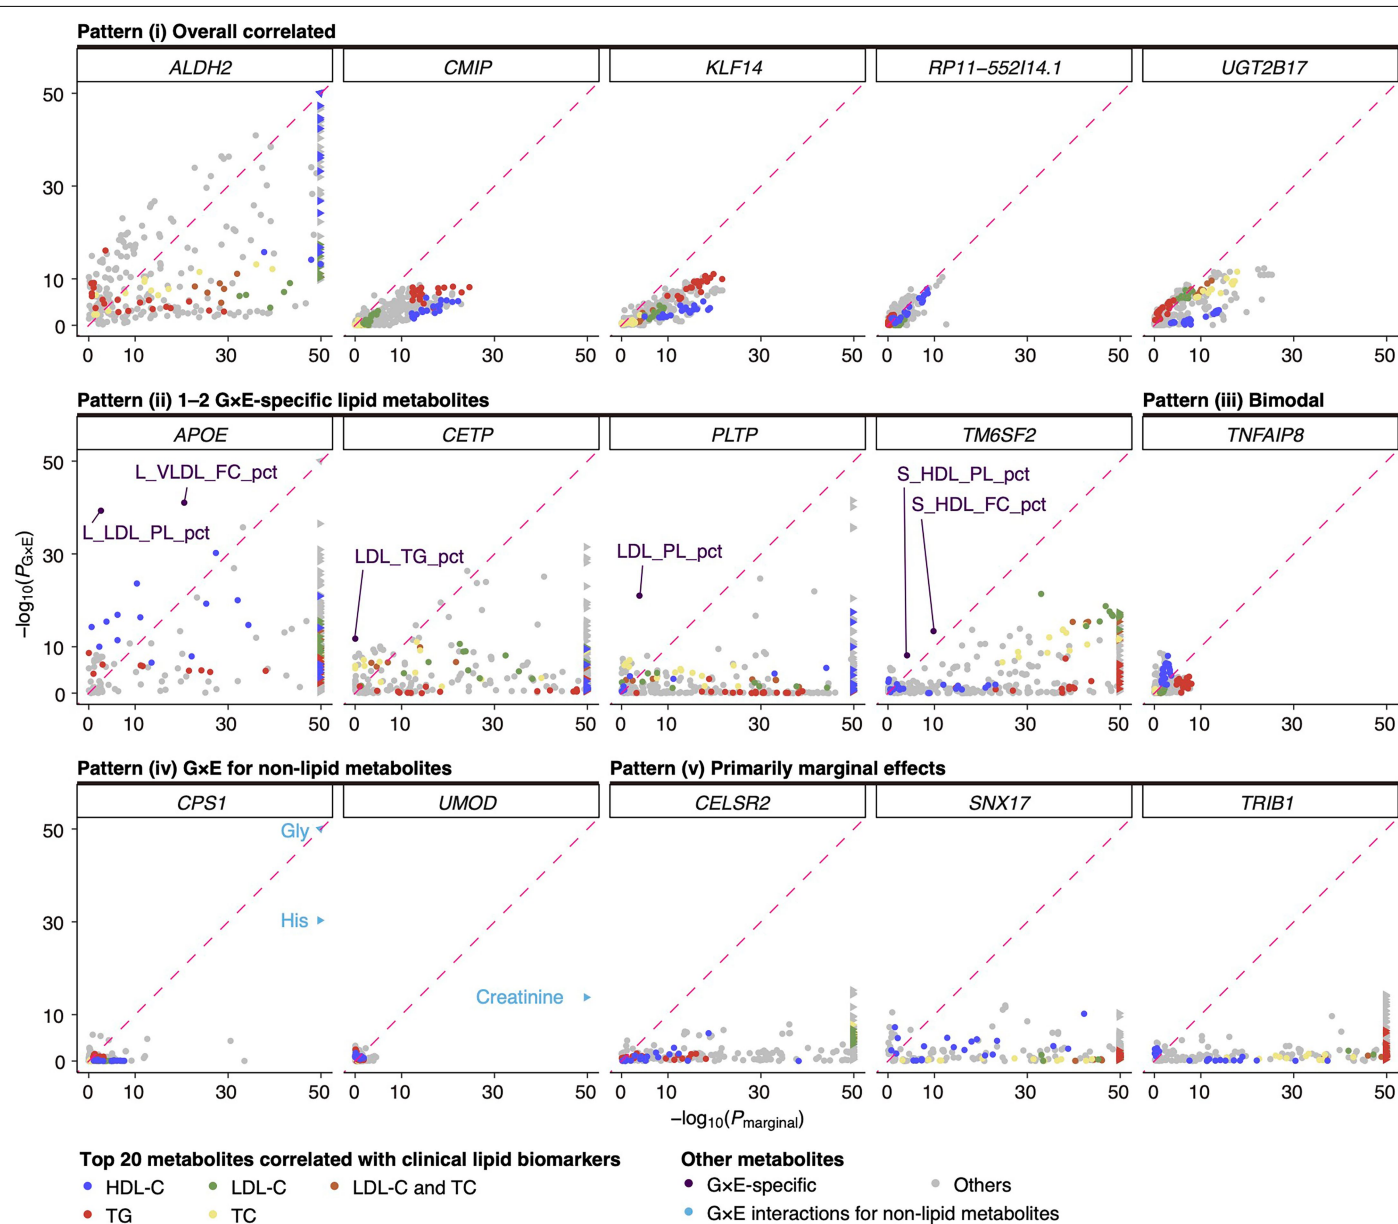 Pattern (i) Overall correlated
ALDH2 CMIP KLF14 RP11–552I14.1 UGT2B17
50
30
10
0
0 10 30 50 0 10 30 50 0 10 30 50 0 10 30 50 0 10 30 50
Pattern (ii) 1–2 G×E-specific lipid metabolites Pattern (iii) Bimodal
APOE CETP PLTP TM6SF2 TNFAIP8
50
30
10
0
L_VLDL_FC_pct
L_LDL_PL_pct
LDL_TG_pct
LDL_PL_pct
S_HDL_PL_pct
S_HDL_FC_pct
–log10(PG×E)
0 10 30 50 0 10 30 50 0 10 30 50 0 10 30 50 0 10 30 50
Pattern (iv) G×E for non-lipid metabolites Pattern (v) Primarily marginal effects
CPS1 UMOD CELSR2 SNX17 TRIB1
50
30
10
0
Gly
His
Creatinine
0 10 30 50 0 10 30 50 0 10 30 50 0 10 30 50 0 10 30 50
–log10(Pmarginal)
Top 20 metabolites correlated with clinical lipid biomarkers
HDL-C LDL-C LDL-C and TC
TG TC
Other metabolites
G×E-specific Others
G×E interactions for non-lipid metabolites